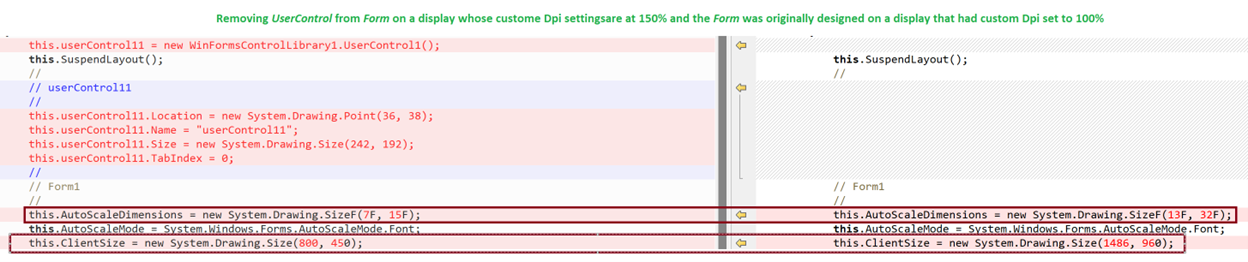 Removing UserControl from Form on a display whose custome Dpi settingsare at 150% and the Form was originally designed on a display that had custom Dpi set to 100%
this.userControl11 = new WinFormsControlLibrary1.UserControl1();
this.SuspendLayout();
//
// userControl11
//
this.userControl11.Location = new System.Drawing.Point(36, 38);
this.userControl11.Name = "userControl11";
this.userControl11.Size = new System.Drawing.Size(242, 192);
this.userControl11.TabIndex = 0;
//
// Form1
//
this.AutoScaleDimensions = new System.Drawing.SizeF(7F, 15F);
this.AutoScaleMode = System.Windows.Forms.AutoScaleMode.Font;
this.ClientSize = new System.Drawing.Size(800, 450);
this.SuspendLayout();
//
// Form1
//
this.AutoScaleDimensions = new System.Drawing.SizeF(13F, 32F);
this.AutoScaleMode = System.Windows.Forms.AutoScaleMode.Font;
this.ClientSize = new System.Drawing.Size(1486, 960);